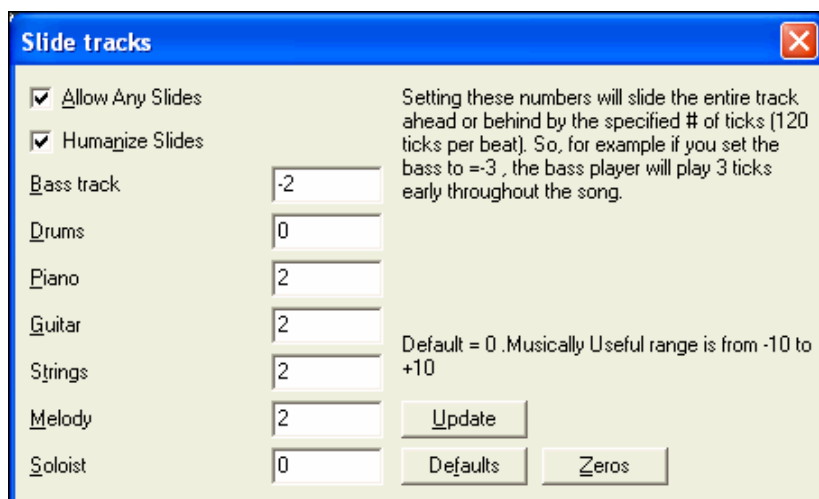 Slide tracks
Allow Any Slides
Humanize Slides
Setting these numbers will slide the entire track
ahead or behind by the specified # of ticks (120
ticks per beat). So, for example if you set the
bass to =-3 , the bass player will play 3 ticks
early throughout the song.
Bass track -2
Drums 0
Piano 2
Guitar 2
Default = 0 .Musically Useful range is from -10 to
+10
Strings 2
Melody 2 Update
Soloist 0 Defaults Zeros